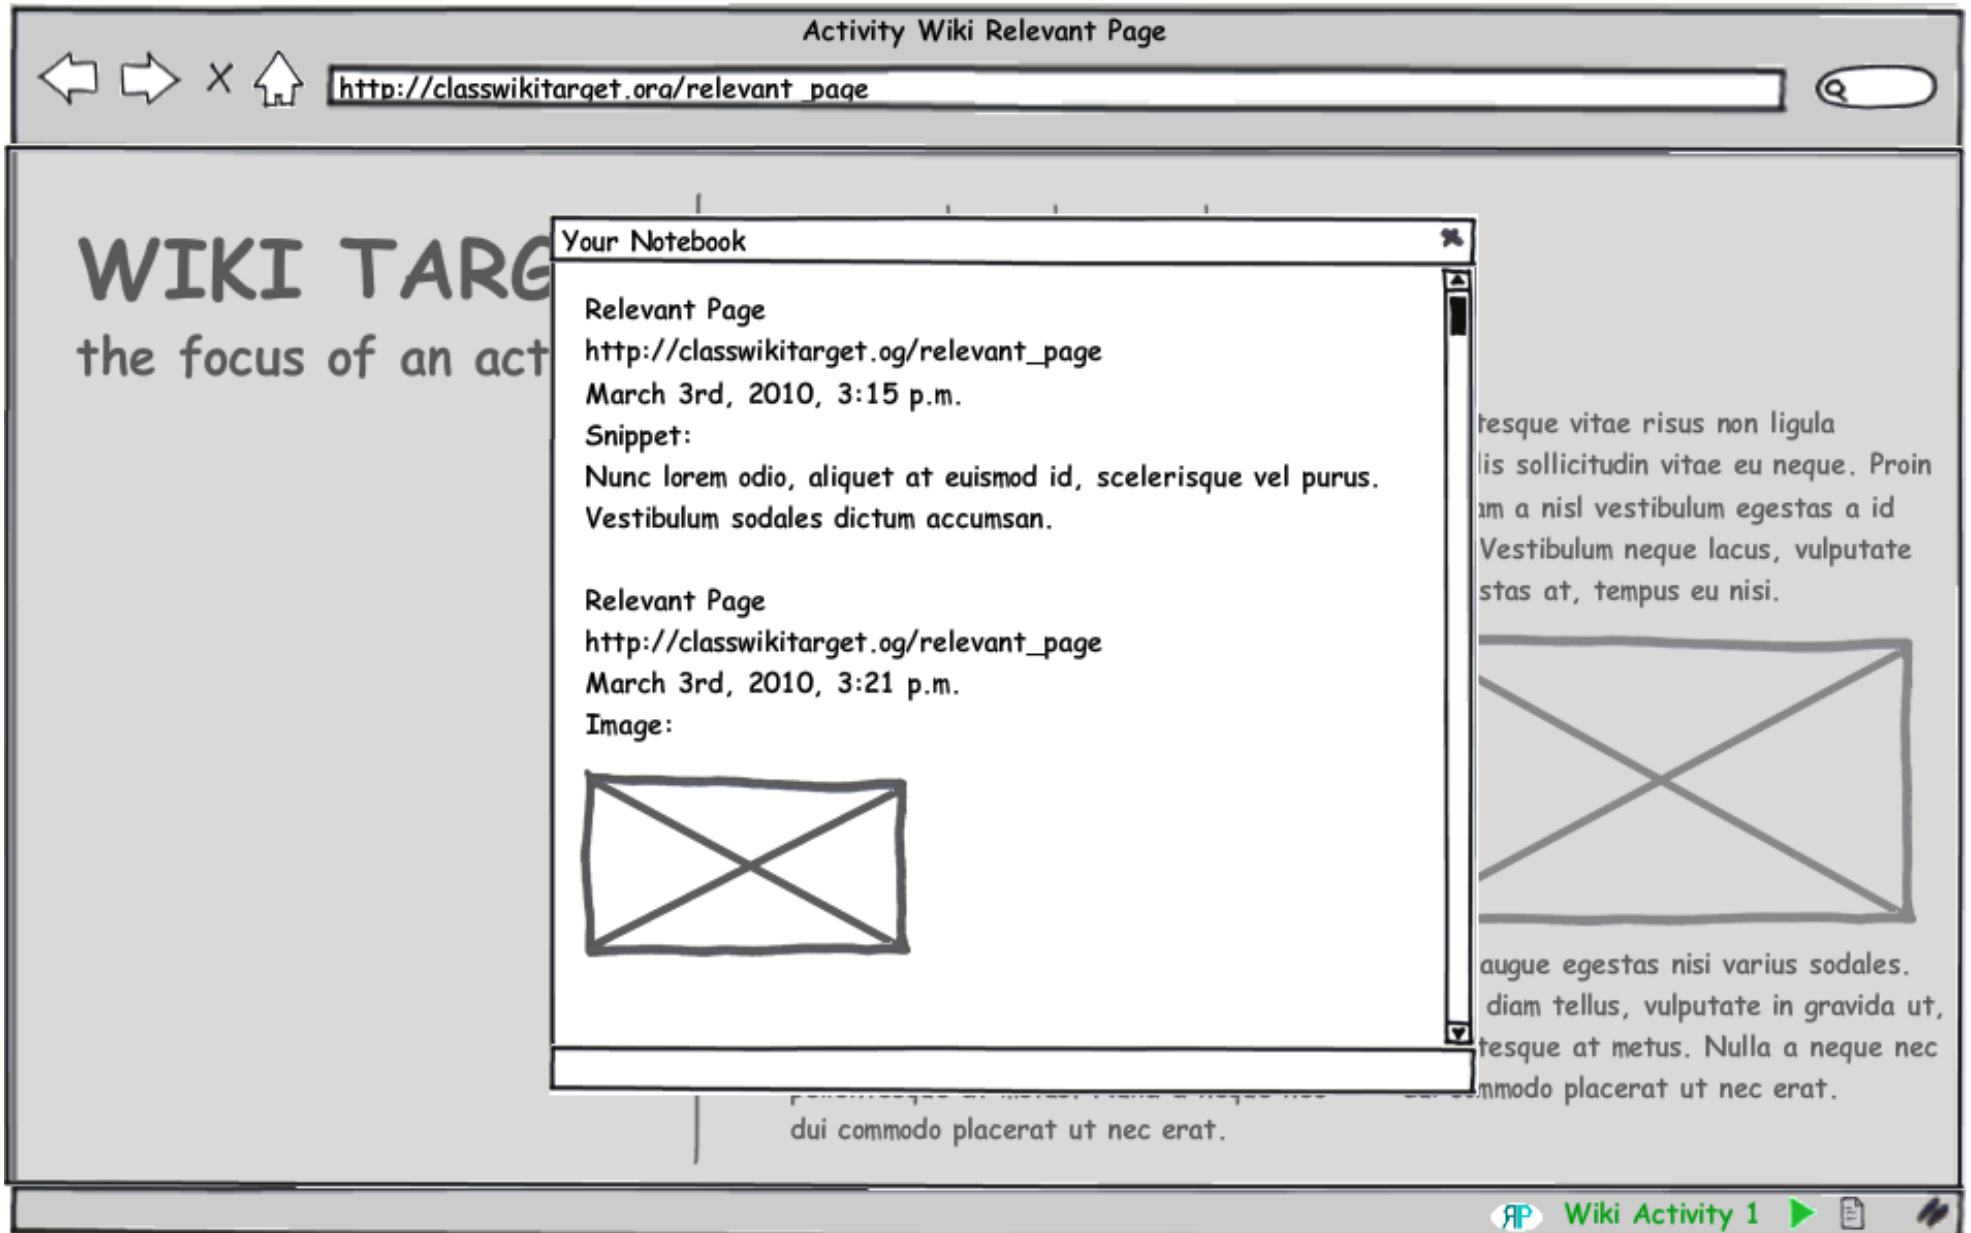 Activity Wiki Relevant Page
http://classwikitarget.org/relevant_page
WIKI TARG
the focus of an act
Your Notebook
Relevant Page
http://classwikitarget.og/relevant_page
March 3rd, 2010, 3:15 p.m.
Snippet:
Nunc lorem odio, aliquet at euismod id, scelerisque vel purus.
Vestibulum sodales dictum accumsan.
Relevant Page
http://classwikitarget.og/relevant_page
March 3rd, 2010, 3:21 p.m.
Image:
tesque vitae risus non ligula
lis sollicitudin vitae eu neque. Proin
am a nisl vestibulum egestas a id
Vestibulum neque lacus, vulputate
stas at, tempus eu nisi.
augue egestas nisi varius sodales.
diam tellus, vulputate in gravida ut,
tesque at metus. Nulla a neque nec
mmodo placerat ut nec erat.
dui commodo placerat ut nec erat.
Wiki Activity 1